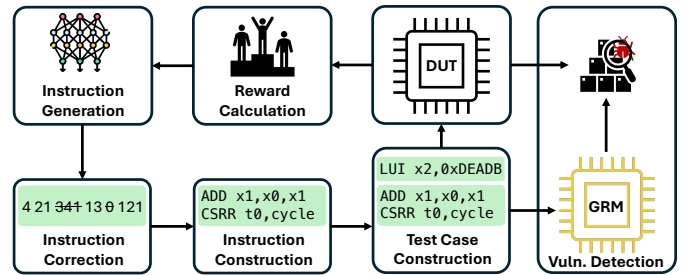 Instruction
Generation
Reward
Calculation
DUT
4 21 341 13 0 121
Instruction
Correction
ADD x1,x0,x1
CSRR t0,cycle
Instruction
Construction
LUI x2,0xDEADB
ADD x1,x0,x1
CSRR t0,cycle
Test Case
Construction
GRM
Vuln. Detection